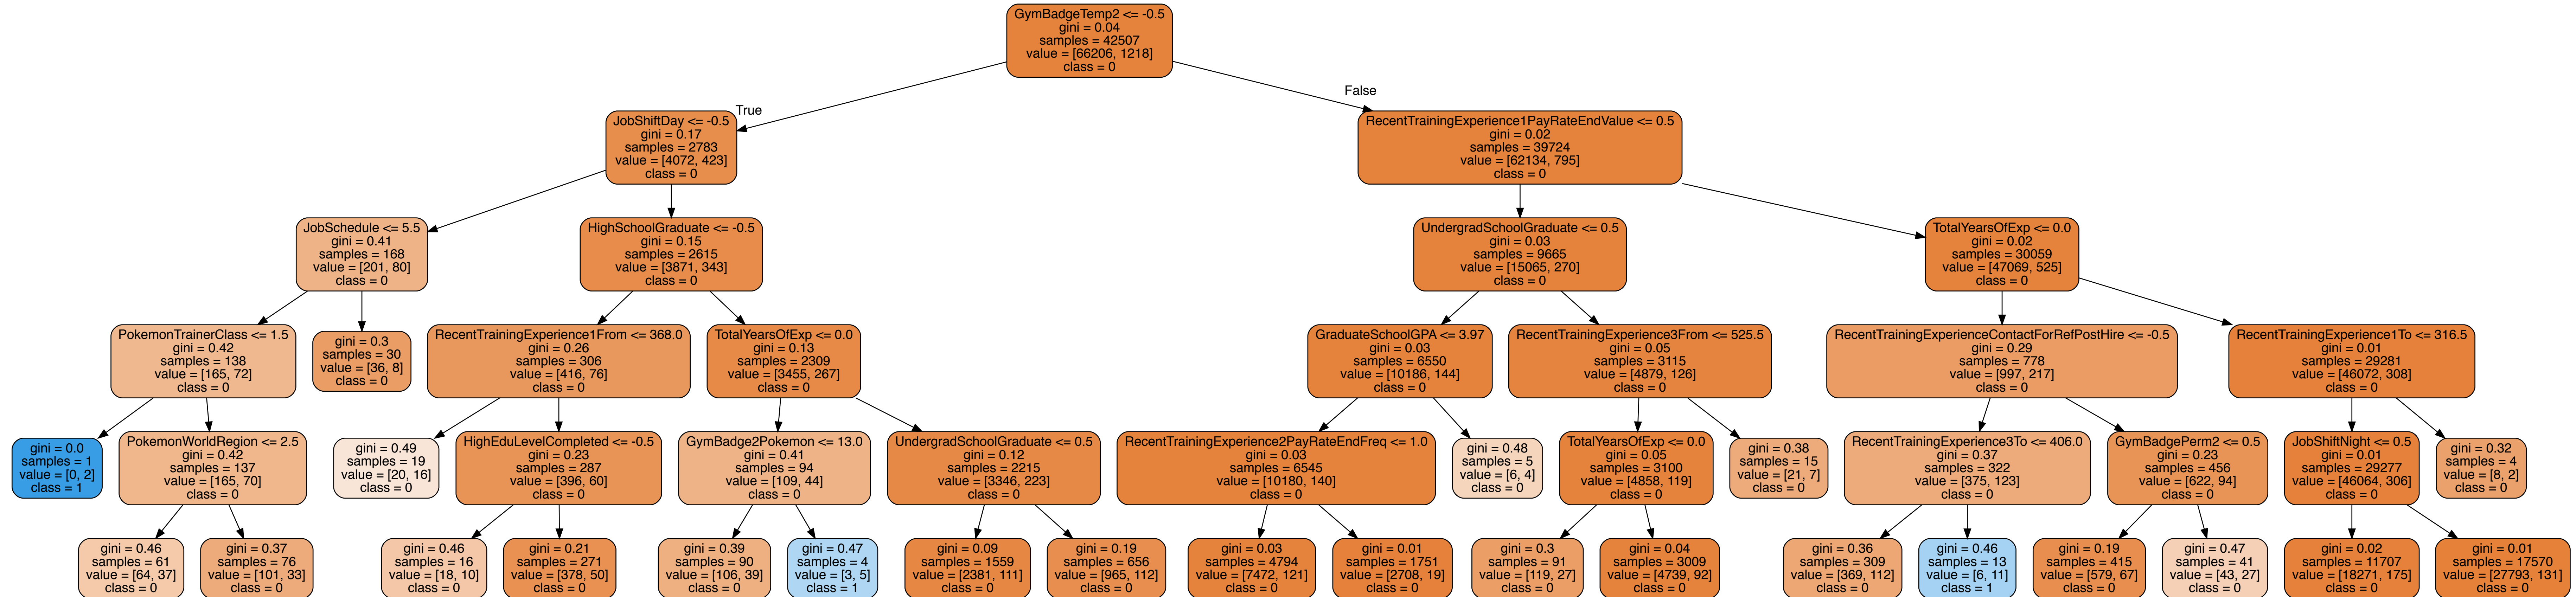 GymBadgeTemp2 <= -0.5
gini = 0.04
samples = 42507
value = [66206, 1218]
class = 0
True
False
JobShiftDay <= -0.5
gini = 0.17
samples = 2783
value = [4072, 423]
class = 0
RecentTrainingExperience1PayRateEndValue <= 0.5
gini = 0.02
samples = 39724
value = [62134, 795]
class = 0
JobSchedule <= 5.5
gini = 0.41
samples = 168
value = [201, 80]
class = 0
HighSchoolGraduate <= -0.5
gini = 0.15
samples = 2615
value = [3871, 343]
class = 0
UndergradSchoolGraduate <= 0.5
gini = 0.03
samples = 9665
value = [15065, 270]
class = 0
TotalYearsOfExp <= 0.0
gini = 0.02
samples = 30059
value = [47069, 525]
class = 0
PokemonTrainerClass <= 1.5
gini = 0.42
samples = 138
value = [165, 72]
class = 0
gini = 0.3
samples = 30
value = [36, 8]
class = 0
RecentTrainingExperience1From <= 368.0
gini = 0.26
samples = 306
value = [416, 76]
class = 0
TotalYearsOfExp <= 0.0
gini = 0.13
samples = 2309
value = [3455, 267]
class = 0
GraduateSchoolGPA <= 3.97
gini = 0.03
samples = 6550
value = [10186, 144]
class = 0
RecentTrainingExperience3From <= 525.5
gini = 0.05
samples = 3115
value = [4879, 126]
class = 0
RecentTrainingExperienceContactForRefPostHire <= -0.5
gini = 0.29
samples = 778
value = [997, 217]
class = 0
RecentTrainingExperience1To <= 316.5
gini = 0.01
samples = 29281
value = [46072, 308]
class = 0
gini = 0.0
samples = 1
value = [0, 2]
class = 1
PokemonWorldRegion <= 2.5
gini = 0.42
samples = 137
value = [165, 70]
class = 0
gini = 0.49
samples = 19
value = [20, 16]
class = 0
HighEduLevelCompleted <= -0.5
gini = 0.23
samples = 287
value = [396, 60]
class = 0
GymBadge2Pokemon <= 13.0
gini = 0.41
samples = 94
value = [109, 44]
class = 0
UndergradSchoolGraduate <= 0.5
gini = 0.12
samples = 2215
value = [3346, 223]
class = 0
RecentTrainingExperience2PayRateEndFreq <= 1.0
gini = 0.03
samples = 6545
value = [10180, 140]
class = 0
gini = 0.48
samples = 5
value = [6, 4]
class = 0
TotalYearsOfExp <= 0.0
gini = 0.05
samples = 3100
value = [4858, 119]
class = 0
gini = 0.38
samples = 15
value = [21, 7]
class = 0
RecentTrainingExperience3To <= 406.0
gini = 0.37
samples = 322
value = [375, 123]
class = 0
GymBadgePerm2 <= 0.5
gini = 0.23
samples = 456
value = [622, 94]
class = 0
JobShiftNight <= 0.5
gini = 0.01
samples = 29277
value = [46064, 306]
class = 0
gini = 0.32
samples = 4
value = [8, 2]
class = 0
gini = 0.46
samples = 61
value = [64, 37]
class = 0
gini = 0.37
samples = 76
value = [101, 33]
class = 0
gini = 0.46
samples = 16
value = [18, 10]
class = 0
gini = 0.21
samples = 271
value = [378, 50]
class = 0
gini = 0.39
samples = 90
value = [106, 39]
class = 0
gini = 0.47
samples = 4
value = [3, 5]
class = 1
gini = 0.09
samples = 1559
value = [2381, 111]
class = 0
gini = 0.19
samples = 656
value = [965, 112]
class = 0
gini = 0.03
samples = 4794
value = [7472, 121]
class = 0
gini = 0.01
samples = 1751
value = [2708, 19]
class = 0
gini = 0.3
samples = 91
value = [119, 27]
class = 0
gini = 0.04
samples = 3009
value = [4739, 92]
class = 0
gini = 0.36
samples = 309
value = [369, 112]
class = 0
gini = 0.46
samples = 13
value = [6, 11]
class = 1
gini = 0.19
samples = 415
value = [579, 67]
class = 0
gini = 0.47
samples = 41
value = [43, 27]
class = 0
gini = 0.02
samples = 11707
value = [18271, 175]
class = 0
gini = 0.01
samples = 17570
value = [27793, 131]
class = 0